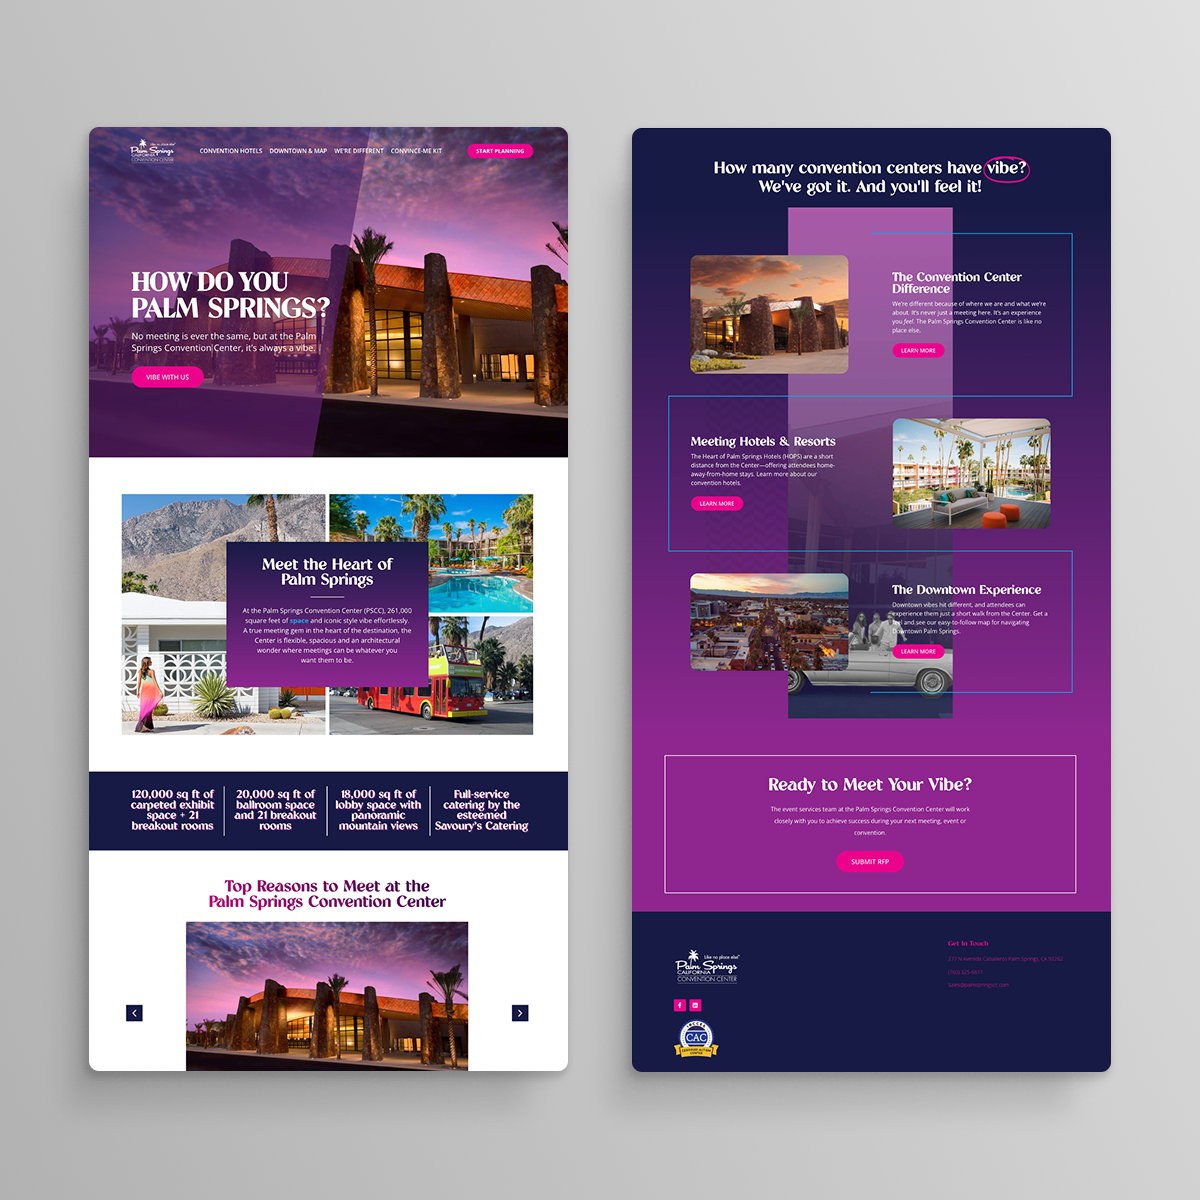 Like no place else®
Palm Springs
CALIFORNIA
CONVENTION CENTER
CONVENTION HOTELS
DOWNTOWN & MAP
WE'RE DIFFERENT
CONVINCE-ME KIT
START PLANNING
HOW DO YOU
PALM SPRINGS?
No meeting is ever the same, but at the Palm
Springs Convention Center, it's always a vibe.
VIBE WITH US
Meet the Heart of
Palm Springs
At the Palm Springs Convention Center (PSCC), 261,000
square feet of space and iconic style vibe effortlessly.
A true meeting gem in the heart of the destination, the
Center is flexible, spacious and an architectural
wonder where meetings can be whatever you
want them to be.
120,000 sq ft of
carpeted exhibit
space + 21
breakout rooms
20,000 sq ft of
ballroom space
and 21 breakout
rooms
18,000 sq ft of
lobby space with
panoramic
mountain views
Full-service
catering by the
esteemed
Savoury's Catering
Top Reasons to Meet at the
Palm Springs Convention Center
How many convention centers have vibe?
We've got it. And you'll feel it!
The Convention Center
Difference
We're different because of where we are and what we're
about. It's never just a meeting here. It's an experience
you feel. The Palm Springs Convention Center is like no
place else.
LEARN MORE
Meeting Hotels & Resorts
The Heart of Palm Springs Hotels (HOPS) are a short
distance from the Center—offering attendees home-
away-from-home stays. Learn more about our
convention hotels.
LEARN MORE
The Downtown Experience
Downtown vibes hit different, and attendees can
experience them just a short walk from the Center. Get a
feel and see our easy-to-follow map for navigating
Downtown Palm Springs.
LEARN MORE
Ready to Meet Your Vibe?
The event services team at the Palm Springs Convention Center will work
closely with you to achieve success during your next meeting, event or
convention.
SUBMIT RFP
Like no place else®
Palm Springs
CALIFORNIA
CONVENTION CENTER
CAC
CERTIFIED AUTISM
CENTER
Get In Touch
277 N Avenida Caballeros Palm Springs, CA 92262